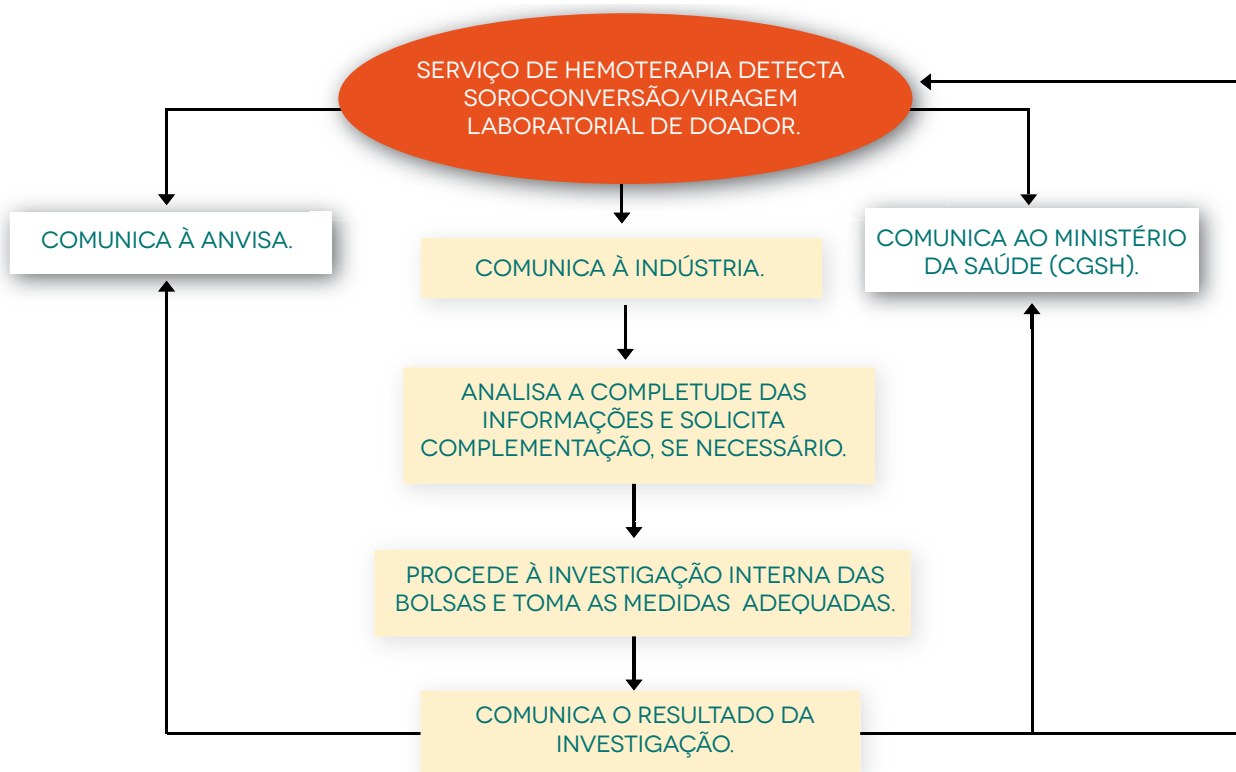 SERVIÇO DE HEMOTERAPIA DETECTA
SOROCONVERSÃO/VIRAGEM
LABORATORIAL DE DOADOR.
COMUNICA À ANVISA.
COMUNICA À INDÚSTRIA.
COMUNICA AO MINISTÉRIO
DA SAÚDE (CGSH).
ANALISA A COMPLETUDE DAS
INFORMAÇÕES E SOLICITA
COMPLEMENTAÇÃO, SE NECESSÁRIO.
PROCEDE À INVESTIGAÇÃO INTERNA DAS
BOLSAS E TOMA AS MEDIDAS ADEQUADAS.
COMUNICA O RESULTADO DA
INVESTIGAÇÃO.